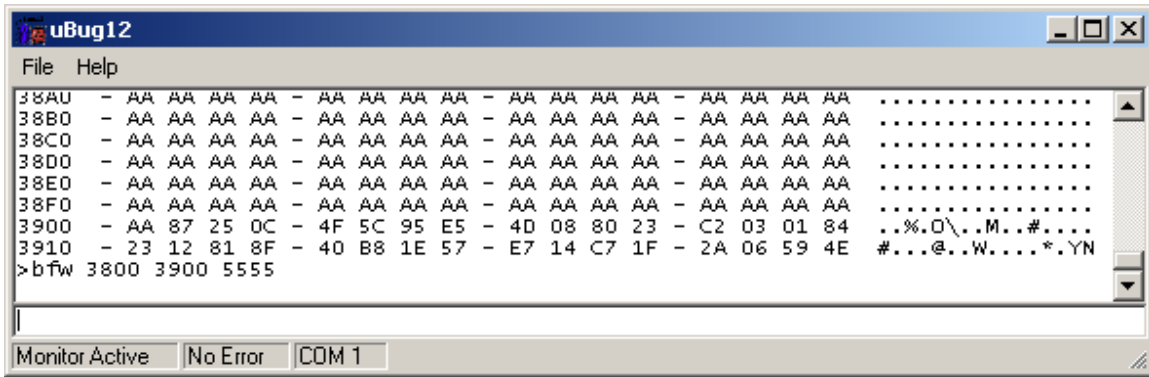 uBug12
File Help
38A0 - AA AA AA AA - AA AA AA AA - AA AA AA AA - AA AA AA AA ................
38B0 - AA AA AA AA - AA AA AA AA - AA AA AA AA - AA AA AA AA ................
38C0 - AA AA AA AA - AA AA AA AA - AA AA AA AA - AA AA AA AA ................
38D0 - AA AA AA AA - AA AA AA AA - AA AA AA AA - AA AA AA AA ................
38E0 - AA AA AA AA - AA AA AA AA - AA AA AA AA - AA AA AA AA ................
38F0 - AA AA AA AA - AA AA AA AA - AA AA AA AA - AA AA AA AA ................
3900 - AA 87 25 0C - 4F 5C 95 E5 - 4D 08 80 23 - C2 03 01 84 ..%.O\..M..#....
3910 - 23 12 81 8F - 40 B8 1E 57 - E7 14 C7 1F - 2A 06 59 4E #...@..W....*.YN
>bfw 3800 3900 5555
Monitor Active No Error COM 1